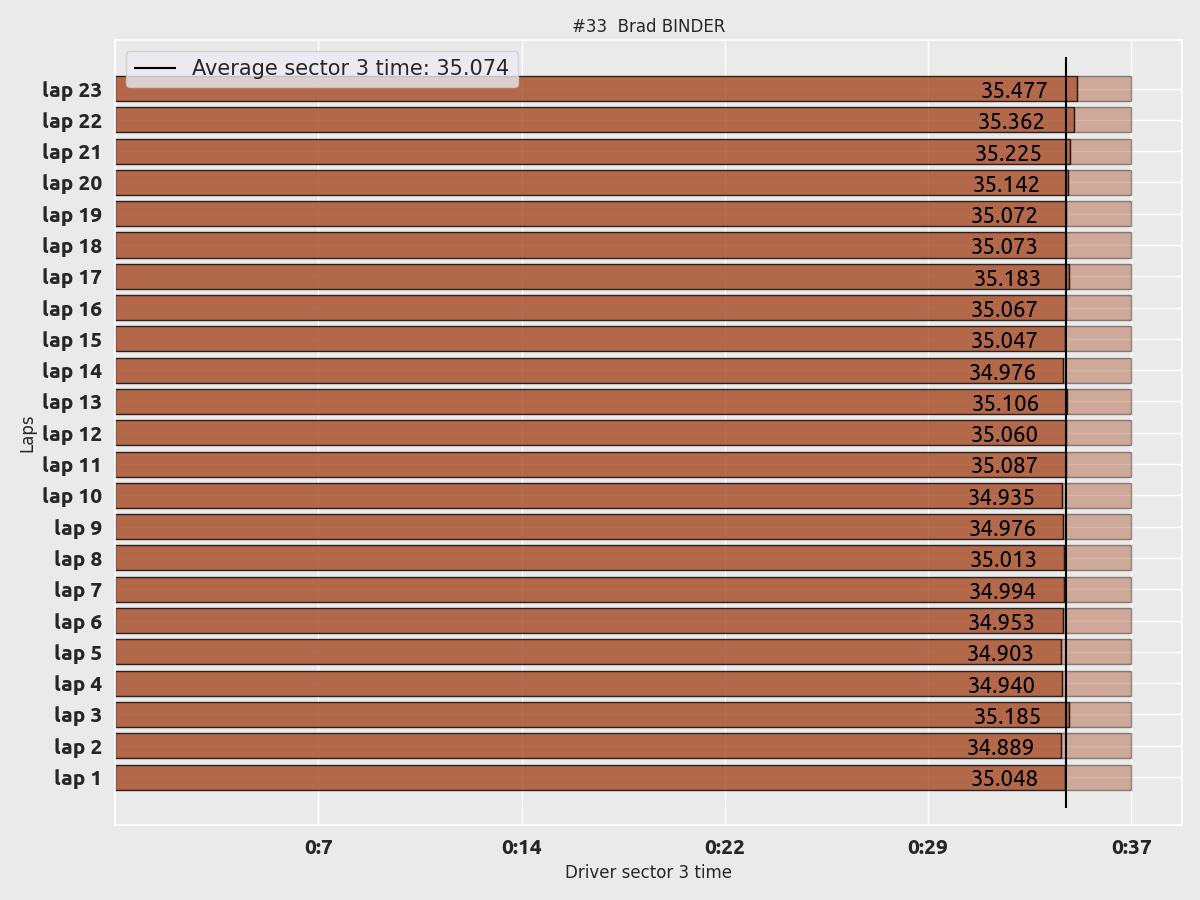 #33  Brad BINDER
Average sector 3 time: 35.074
lap 23 35.477
lap 22 35.362
lap 21 35.225
lap 20 35.142
lap 19 35.072
lap 18 35.073
lap 17 35.183
lap 16 35.067
lap 15 35.047
lap 14 34.976
lap 13 35.106
lap 12 35.060
lap 11 35.087
lap 10 34.935
lap 9 34.976
lap 8 35.013
lap 7 34.994
lap 6 34.953
lap 5 34.903
lap 4 34.940
lap 3 35.185
lap 2 34.889
lap 1 35.048
Laps
0:7 0:14 0:22 0:29 0:37
Driver sector 3 time